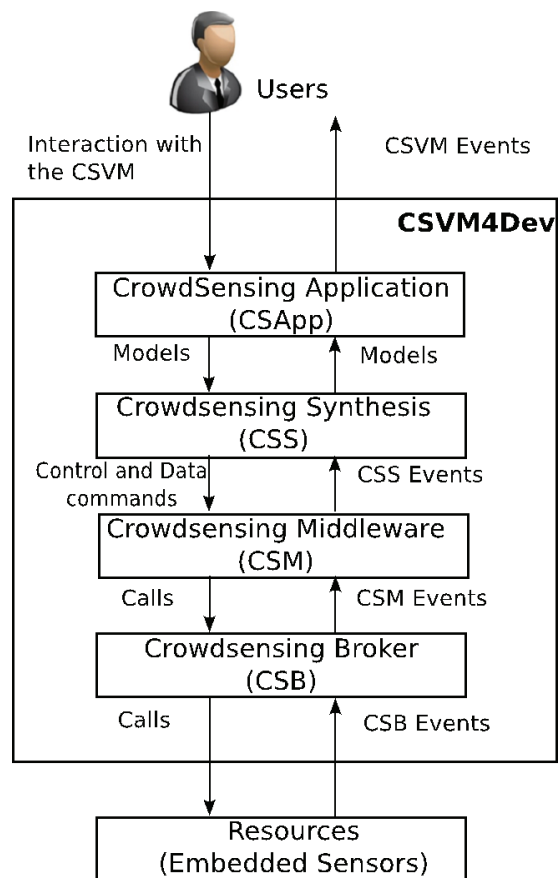 Users
Interaction with
the CSVM
CSVM Events
CSVM4Dev
CrowdSensing Application
(CSApp)
Models
Models
Crowdsensing Synthesis
(CSS)
Control and Data
commands
CSS Events
Crowdsensing Middleware
(CSM)
Calls
CSM Events
Crowdsensing Broker
(CSB)
Calls
CSB Events
Resources
(Embedded Sensors)